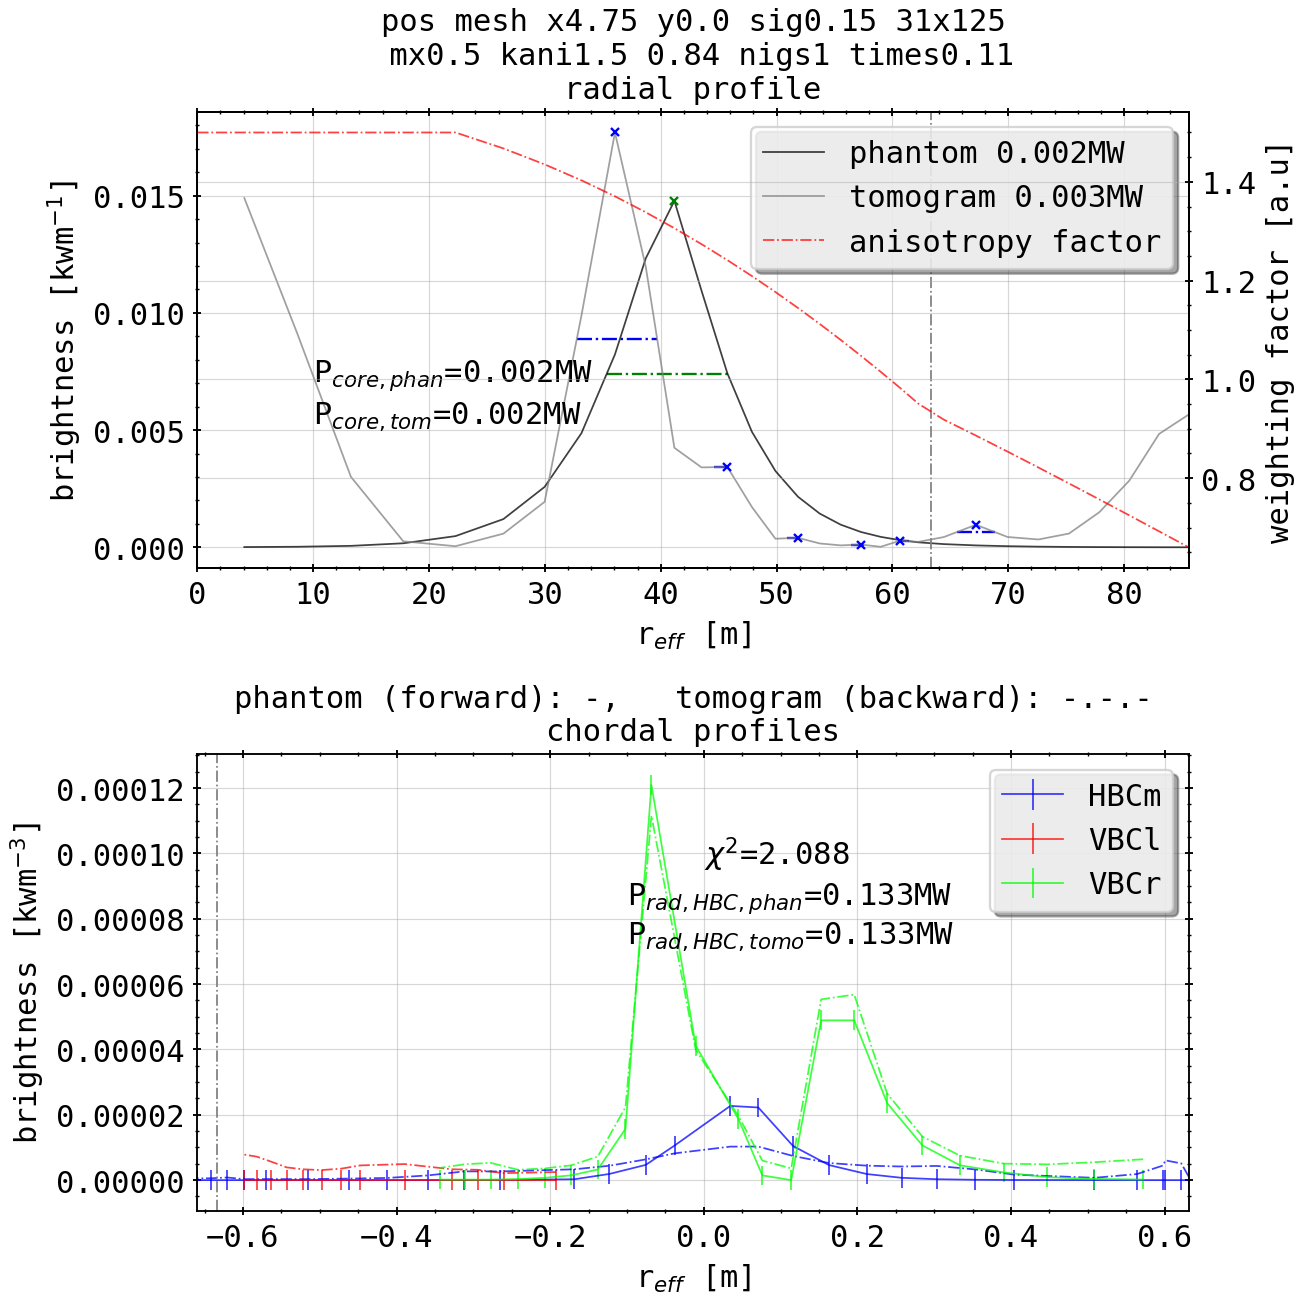 pos mesh x4.75 y0.0 sig0.15 31x125
mx0.5 kani1.5 0.84 nigs1 times0.11
radial profile
brightness [kwm⁻¹]
0.015
0.010
0.005
0.000
phantom 0.002MW
tomogram 0.003MW
anisotropy factor
P_core,phan=0.002MW
P_core,tom=0.002MW
1.4
1.2
1.0
0.8
weighting factor [a.u]
0 10 20 30 40 50 60 70 80
r_eff [m]
phantom (forward): -,   tomogram (backward): -.-.-
chordal profiles
brightness [kwm⁻³]
0.00012
0.00010
0.00008
0.00006
0.00004
0.00002
0.00000
HBCm
VBCl
VBCr
χ²=2.088
P_rad,HBC,phan=0.133MW
P_rad,HBC,tomo=0.133MW
−0.6 −0.4 −0.2 0.0 0.2 0.4 0.6
r_eff [m]